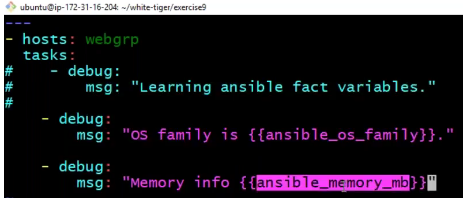 ubuntu@ip-172-31-16-204: ~/white-tiger/exercise9
---
- hosts: webgrp
  tasks:
#    - debug:
#        msg: "Learning ansible fact variables."
#
    - debug:
        msg: "OS family is {{ansible_os_family}}."
    - debug:
        msg: "Memory info {{ansible_memory_mb}}"